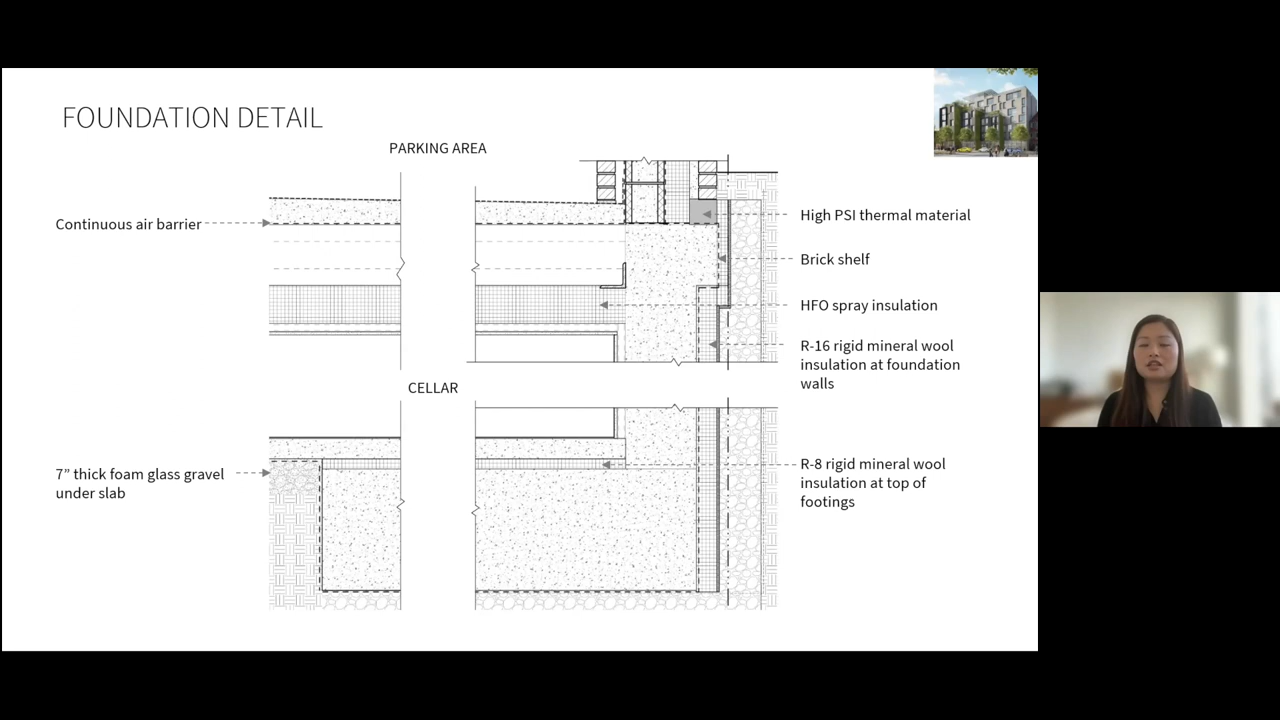 FOUNDATION DETAIL
PARKING AREA
Continuous air barrier
High PSI thermal material
Brick shelf
HFO spray insulation
R-16 rigid mineral wool
insulation at foundation
walls
CELLAR
7” thick foam glass gravel
under slab
R-8 rigid mineral wool
insulation at top of
footings